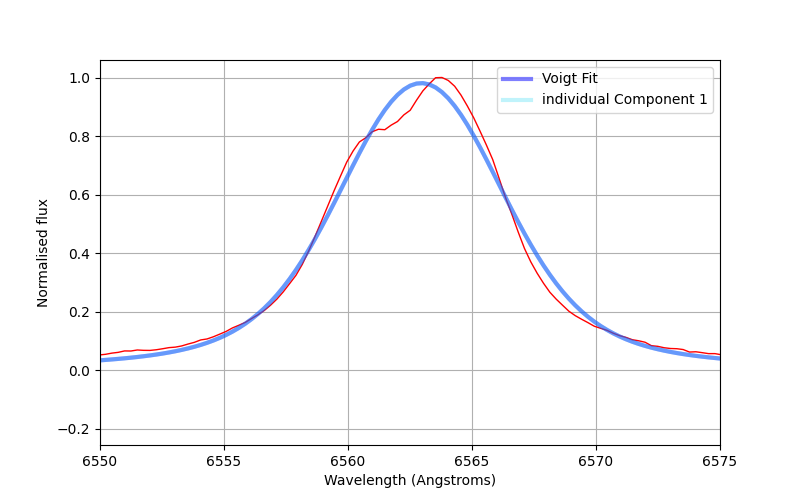 Voigt Fit
individual Component 1
Normalised flux
1.0
0.8
0.6
0.4
0.2
0.0
−0.2
6550 6555 6560 6565 6570 6575
Wavelength (Angstroms)